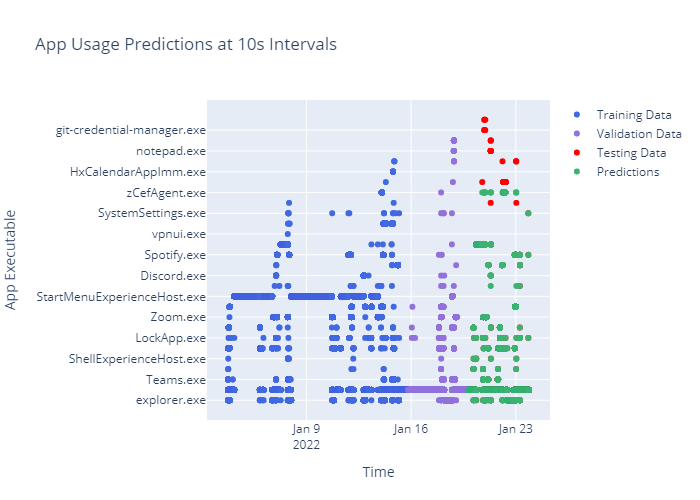 App Usage Predictions at 10s Intervals
Training Data
Validation Data
Testing Data
Predictions
git-credential-manager.exe
notepad.exe
HxCalendarAppImm.exe
zCefAgent.exe
SystemSettings.exe
vpnui.exe
Spotify.exe
Discord.exe
StartMenuExperienceHost.exe
Zoom.exe
LockApp.exe
ShellExperienceHost.exe
Teams.exe
explorer.exe
App Executable
Jan 9
2022
Jan 16
Jan 23
Time